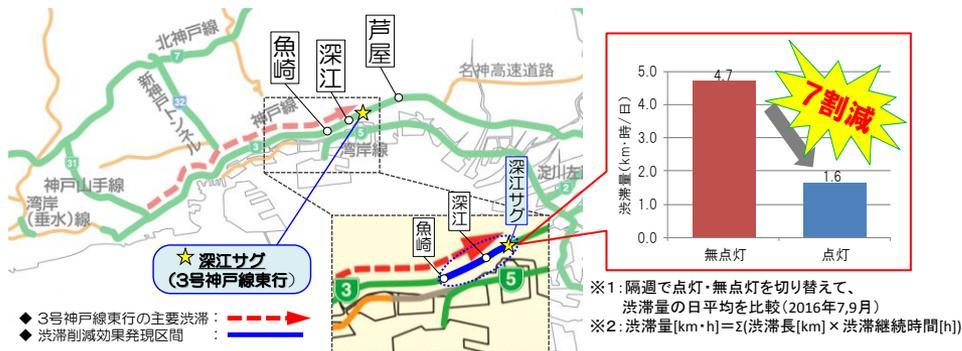 北神戸線
7
新神戸トンネル
32
31
神戸山手線
湾岸
(垂水)線
神戸線
3
魚崎
深江
芦屋
名神高速道路
5
湾岸線
淀川左
2
深江サグ
(3号神戸線東行)
魚崎
深江
深江サグ
3
5
◆ 3号神戸線東行の主要渋滞:
◆ 渋滞削減効果発現区間 :
渋滞量(km・時/日)
5.0
4.0
3.0
2.0
1.0
0.0
4.7
1.6
7割減
無点灯
点灯
※1:隔週で点灯・無点灯を切り替えて、
渋滞量の日平均を比較(2016年7,9月)
※2:渋滞量[km・h]=Σ(渋滞長[km]×渋滞継続時間[h])